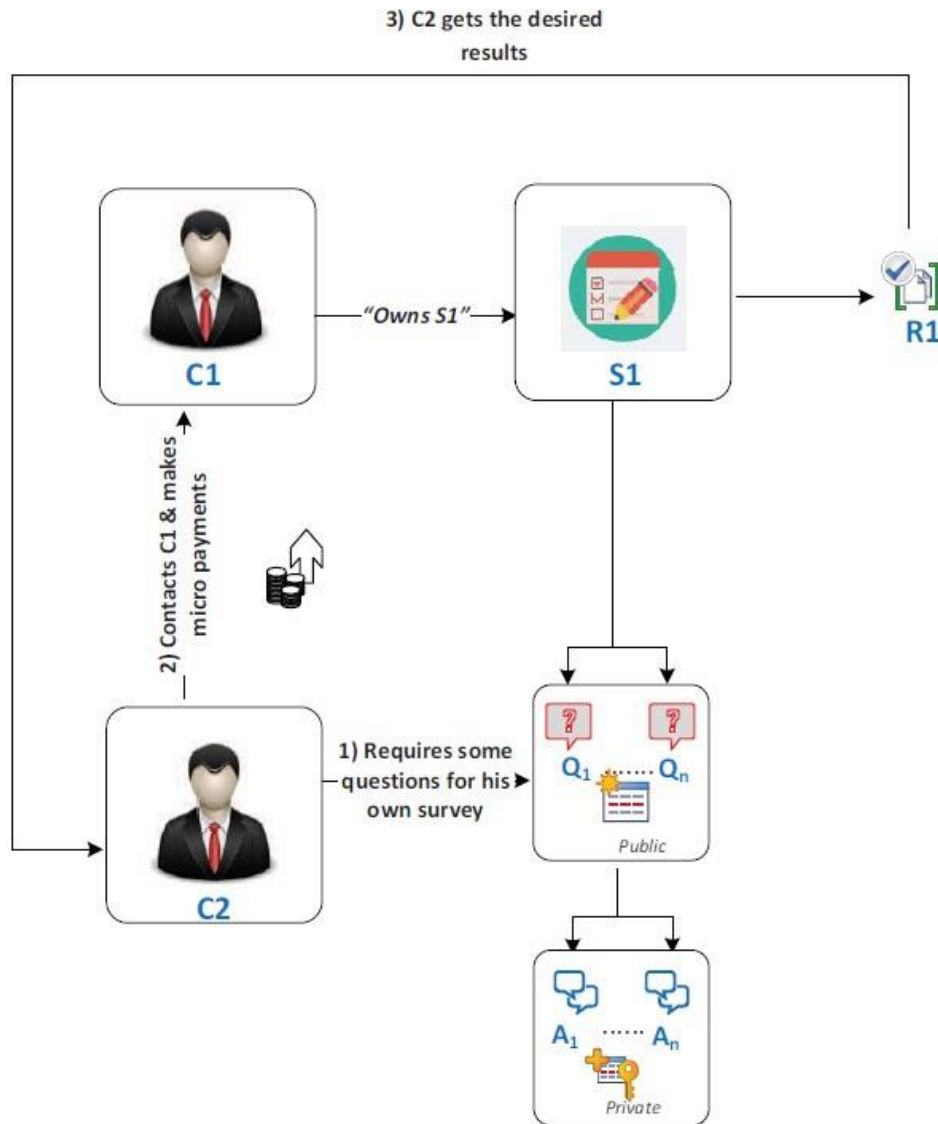 3) C2 gets the desired
results
C1
“Owns S1”
S1
R1
2) Contacts C1 & makes
micro payments
1) Requires some
questions for his
own survey
C2
? ?
Q1 ...... Qn
Public
A1 ...... An
Private